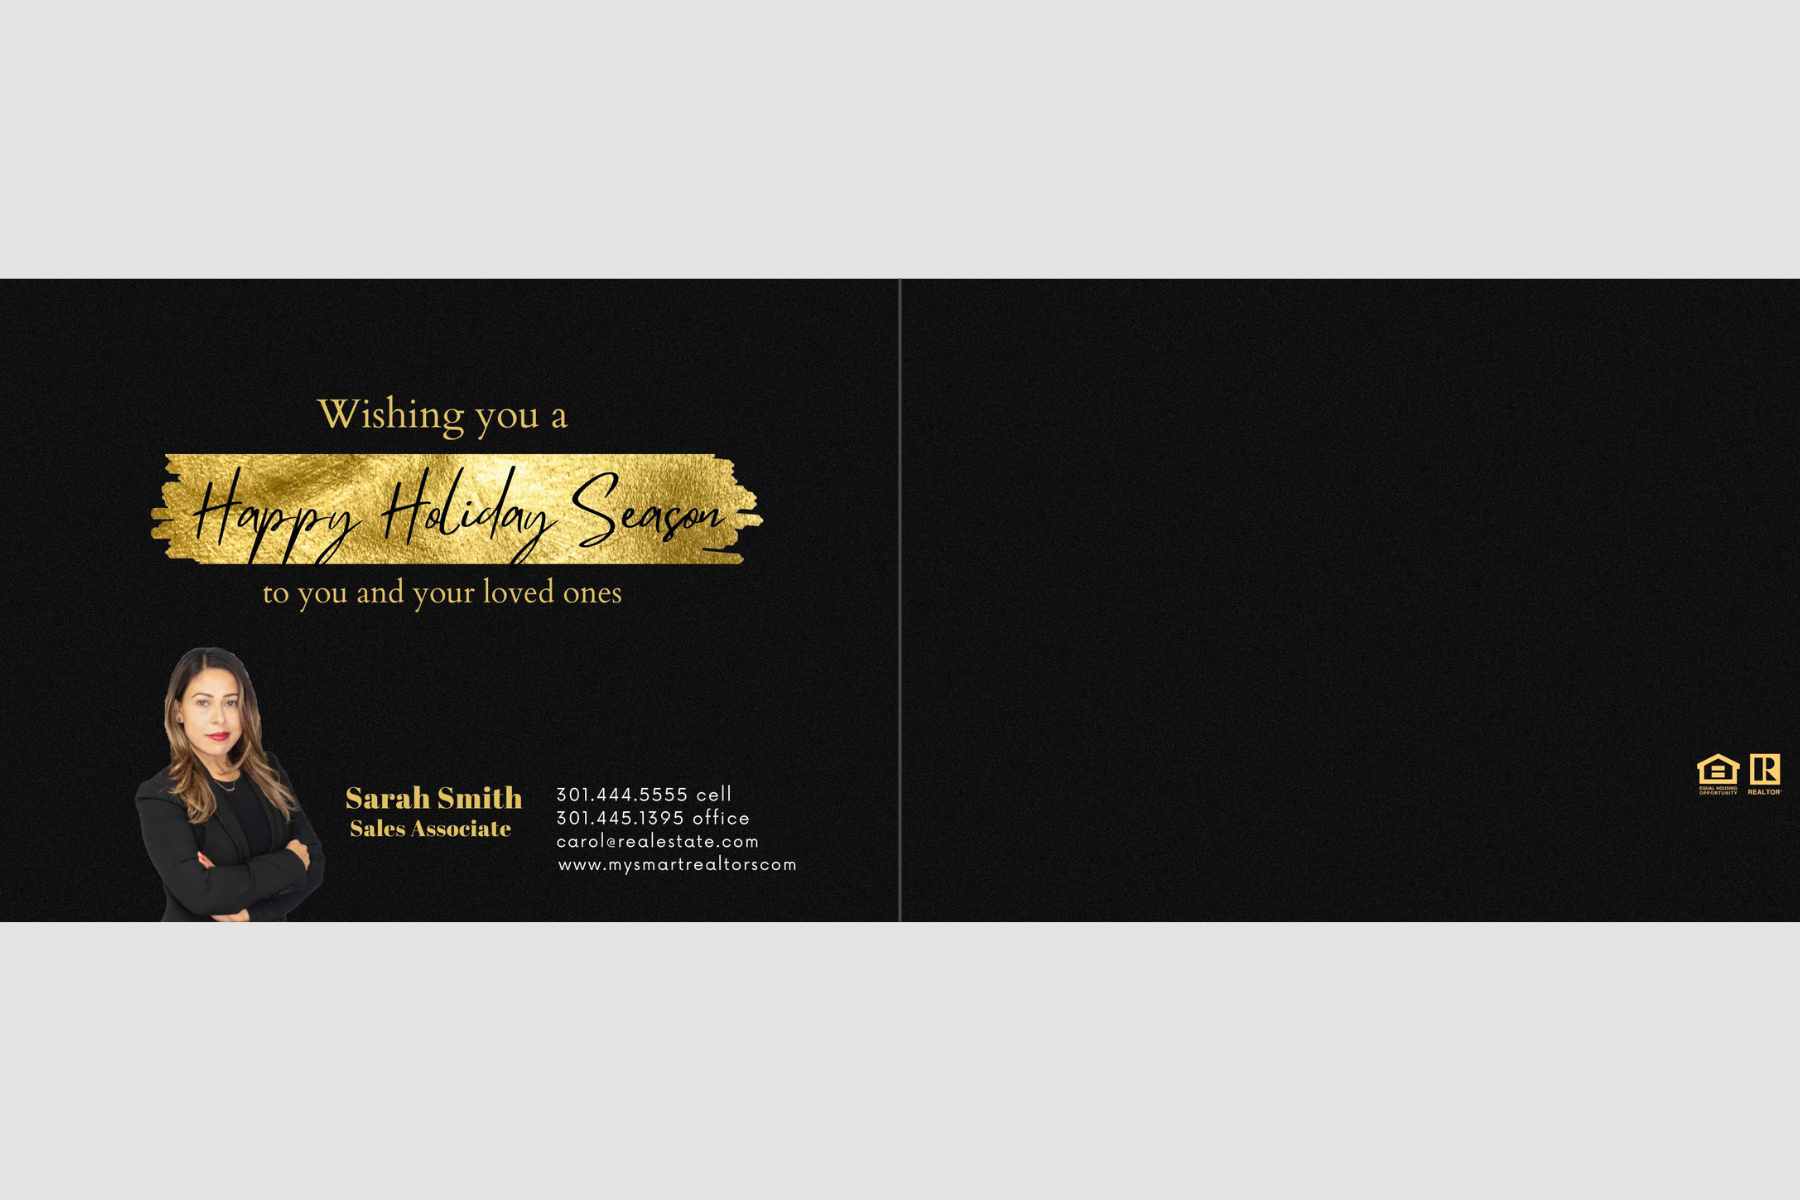 Wishing you a
Happy Holiday Season
to you and your loved ones
Sarah Smith
Sales Associate
301.444.5555 cell
301.445.1395 office
carol@realestate.com
www.mysmartrealtorscom
EQUAL HOUSING
OPPORTUNITY
REALTOR®